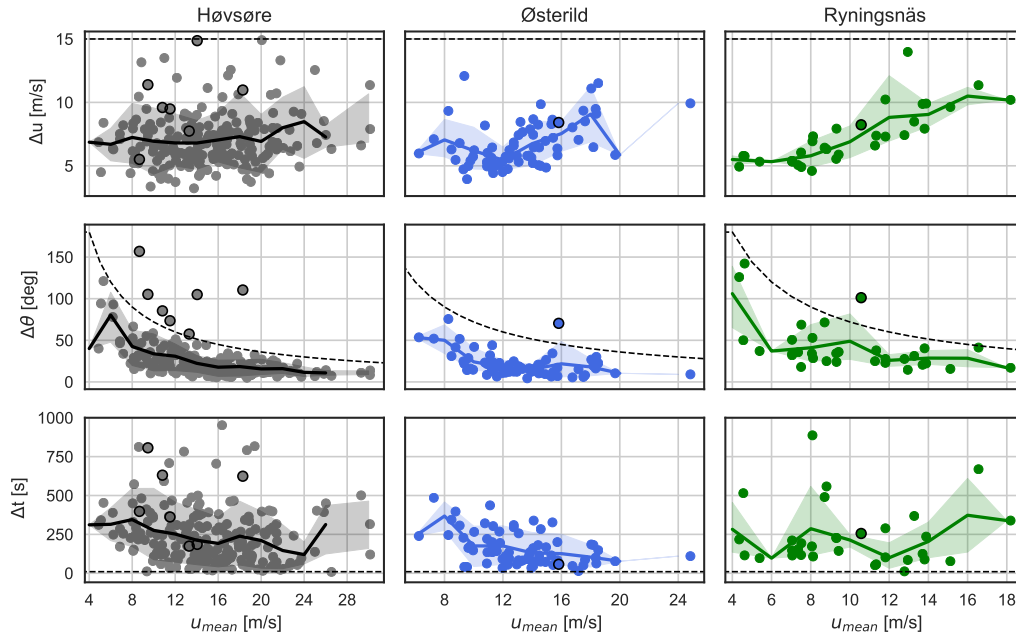 Høvsøre Østerild Ryningsnäs
15
10
5
Δu [m/s]
150
100
50
0
Δθ [deg]
1000
750
500
250
0
Δt [s]
4 8 12 16 20 24 28 8 12 16 20 24 4 6 8 10 12 14 16 18
u_mean [m/s] u_mean [m/s] u_mean [m/s]